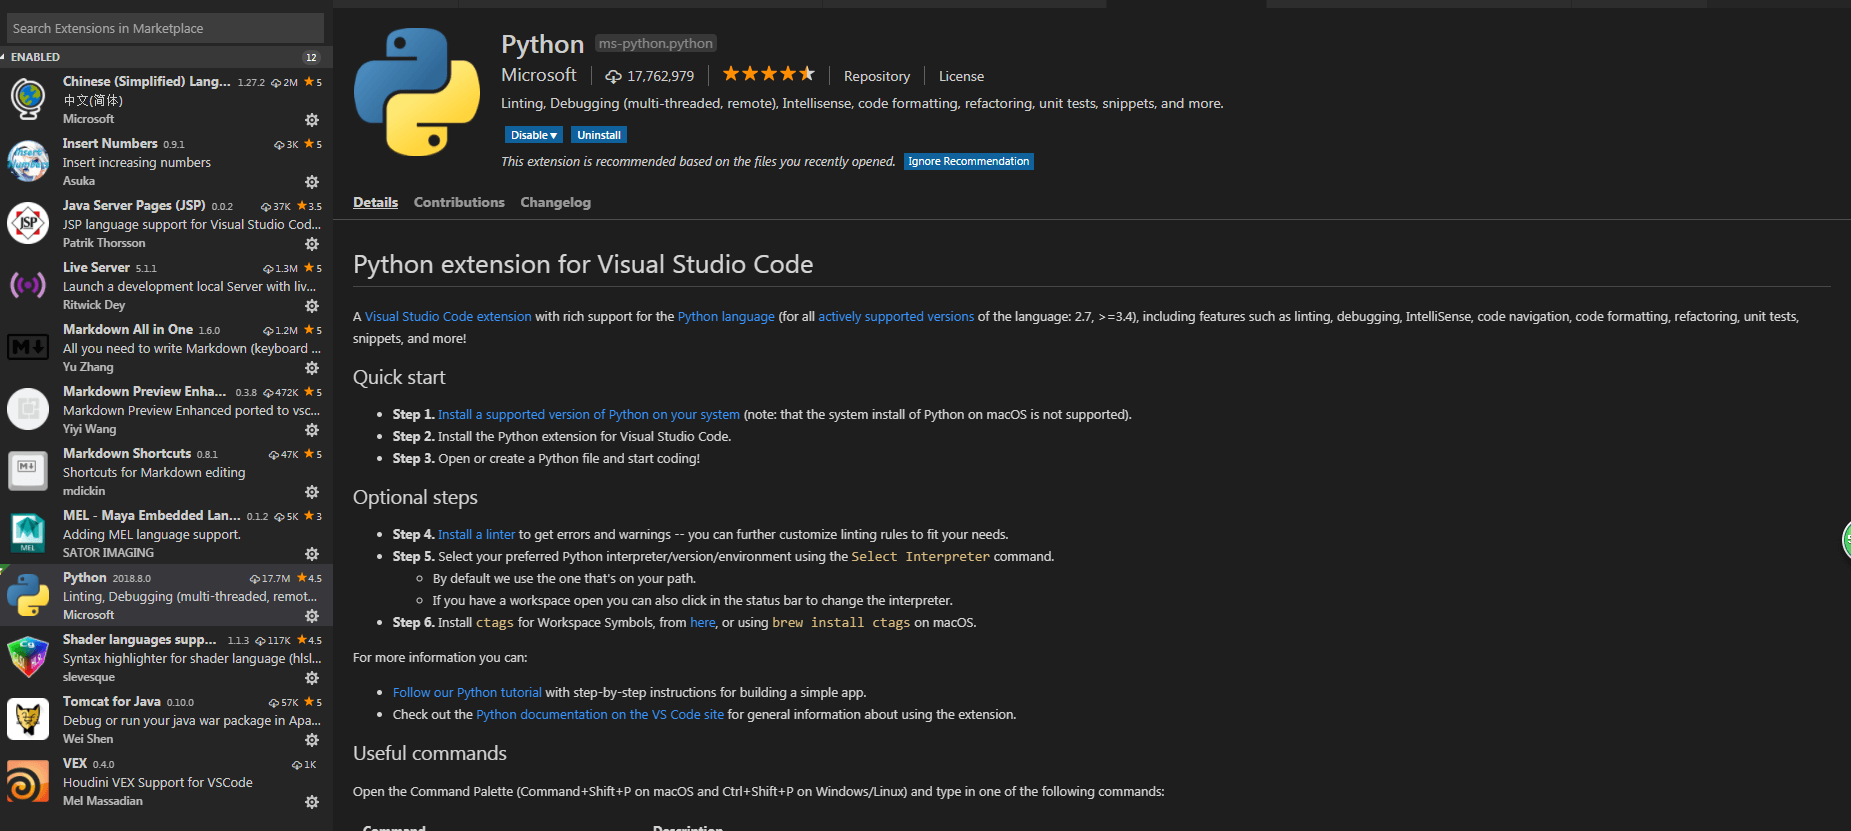 Search Extensions in Marketplace
ENABLED 12
Chinese (Simplified) Lang... 1.27.2 2M 5
中文(简体)
Microsoft
Insert Numbers 0.9.1 3K 5
Insert increasing numbers
Asuka
JSP
Java Server Pages (JSP) 0.0.2 37K 3.5
JSP language support for Visual Studio Cod...
Patrik Thorsson
Live Server 5.1.1 1.3M 5
Launch a development local Server with liv...
Ritwick Dey
Markdown All in One 1.6.0 1.2M 5
All you need to write Markdown (keyboard ...
Yu Zhang
Markdown Preview Enha... 0.3.8 472K 5
Markdown Preview Enhanced ported to vsc...
Yiyi Wang
Markdown Shortcuts 0.8.1 47K 5
Shortcuts for Markdown editing
mdickin
MEL
MEL - Maya Embedded Lan... 0.1.2 5K 3
Adding MEL language support.
SATOR IMAGING
Python 2018.8.0 17.7M 4.5
Linting, Debugging (multi-threaded, remot...
Microsoft
Shader languages supp... 1.1.3 117K 4.5
Syntax highlighter for shader language (hlsl...
slevesque
Tomcat for Java 0.10.0 57K 5
Debug or run your java war package in Apa...
Wei Shen
VEX 0.4.0 1K
Houdini VEX Support for VSCode
Mel Massadian
Python ms-python.python
Microsoft 17,762,979 Repository License
Linting, Debugging (multi-threaded, remote), Intellisense, code formatting, refactoring, unit tests, snippets, and more.
Disable Uninstall
This extension is recommended based on the files you recently opened. Ignore Recommendation
Details Contributions Changelog
Python extension for Visual Studio Code
A Visual Studio Code extension with rich support for the Python language (for all actively supported versions of the language: 2.7, >=3.4), including features such as linting, debugging, IntelliSense, code navigation, code formatting, refactoring, unit tests,
snippets, and more!
Quick start
• Step 1. Install a supported version of Python on your system (note: that the system install of Python on macOS is not supported).
• Step 2. Install the Python extension for Visual Studio Code.
• Step 3. Open or create a Python file and start coding!
Optional steps
• Step 4. Install a linter to get errors and warnings -- you can further customize linting rules to fit your needs.
• Step 5. Select your preferred Python interpreter/version/environment using the Select Interpreter command.
◦ By default we use the one that's on your path.
◦ If you have a workspace open you can also click in the status bar to change the interpreter.
• Step 6. Install ctags for Workspace Symbols, from here, or using brew install ctags on macOS.
For more information you can:
• Follow our Python tutorial with step-by-step instructions for building a simple app.
• Check out the Python documentation on the VS Code site for general information about using the extension.
Useful commands
Open the Command Palette (Command+Shift+P on macOS and Ctrl+Shift+P on Windows/Linux) and type in one of the following commands:
Command Description